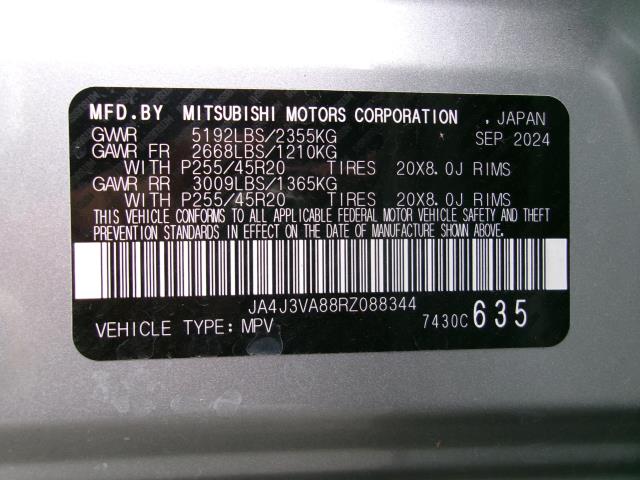 MFD.BY MITSUBISHI MOTORS CORPORATION , JAPAN
GVWR 5192LBS/2355KG SEP 2024
GAWR FR 2668LBS/1210KG
WITH P255/45R20 TIRES 20X8.0J RIMS
GAWR RR 3009LBS/1365KG
WITH P255/45R20 TIRES 20X8.0J RIMS
THIS VEHICLE CONFORMS TO ALL APPLICABLE FEDERAL MOTOR VEHICLE SAFETY AND THEFT
PREVENTION STANDARDS IN EFFECT ON THE DATE OF MANUFACTURE SHOWN ABOVE.
JA4J3VA88RZ088344
VEHICLE TYPE: MPV 7430C 635